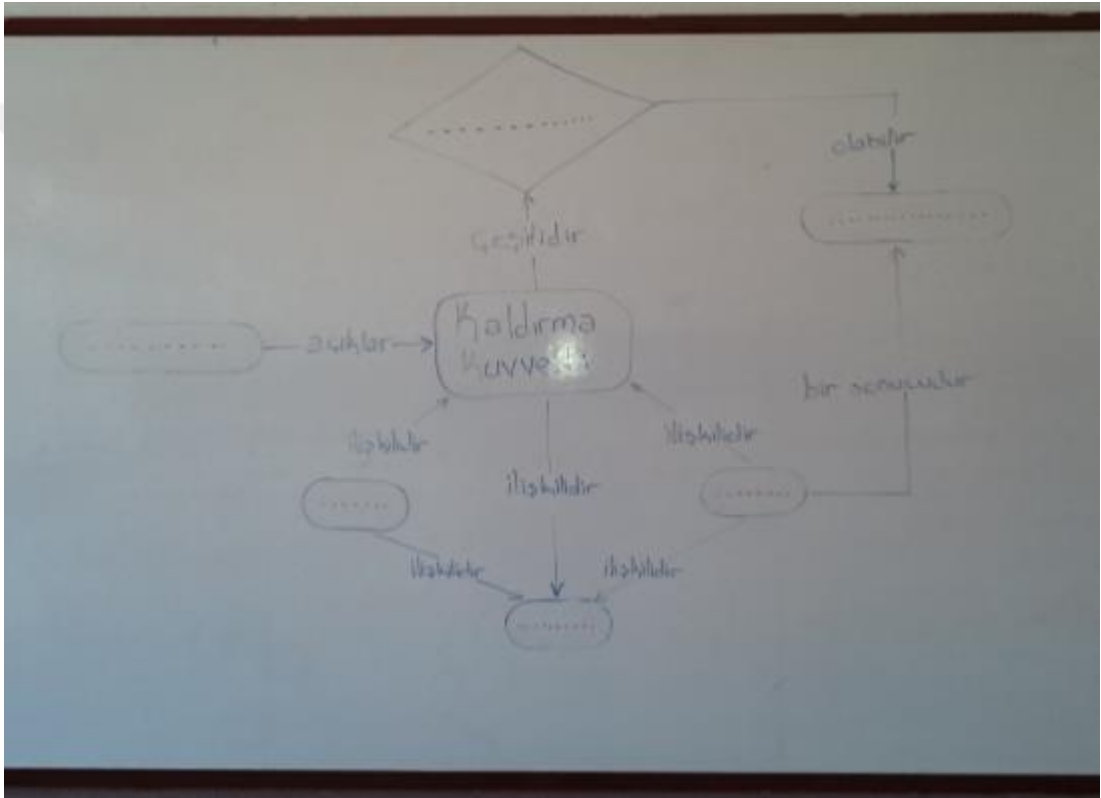 olabilir
çeşitidir
Kaldırma
Kuvveti
açıklar
bir sonucudur
ilişkilidir
ilişkilidir
ilişkilidir
ilişkilidir
ilişkilidir